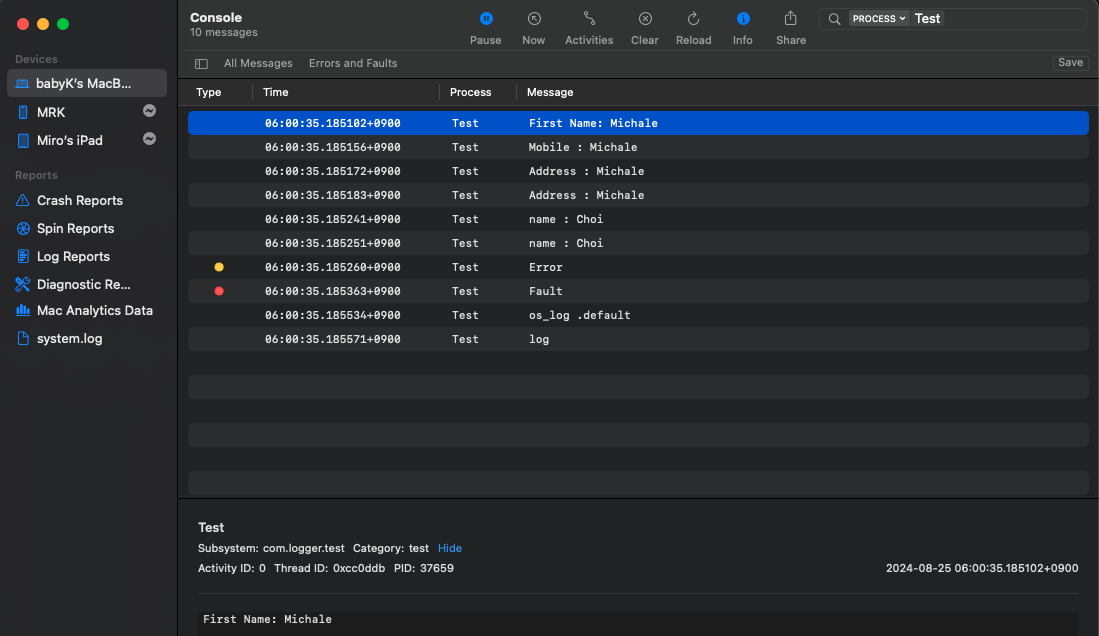 Console
10 messages
Pause
Now
Activities
Clear
Reload
Info
Share
PROCESS
Test
All Messages
Errors and Faults
Save
Devices
babyK's MacB...
MRK
Miro's iPad
Reports
Crash Reports
Spin Reports
Log Reports
Diagnostic Re...
Mac Analytics Data
system.log
Type Time Process Message
06:00:35.185102+0900 Test First Name: Michale
06:00:35.185156+0900 Test Mobile : Michale
06:00:35.185172+0900 Test Address : Michale
06:00:35.185183+0900 Test Address : Michale
06:00:35.185241+0900 Test name : Choi
06:00:35.185251+0900 Test name : Choi
06:00:35.185260+0900 Test Error
06:00:35.185363+0900 Test Fault
06:00:35.185534+0900 Test os_log .default
06:00:35.185571+0900 Test log
Test
Subsystem: com.logger.test Category: test Hide
Activity ID: 0 Thread ID: 0xcc0ddb PID: 37659 2024-08-25 06:00:35.185102+0900
First Name: Michale